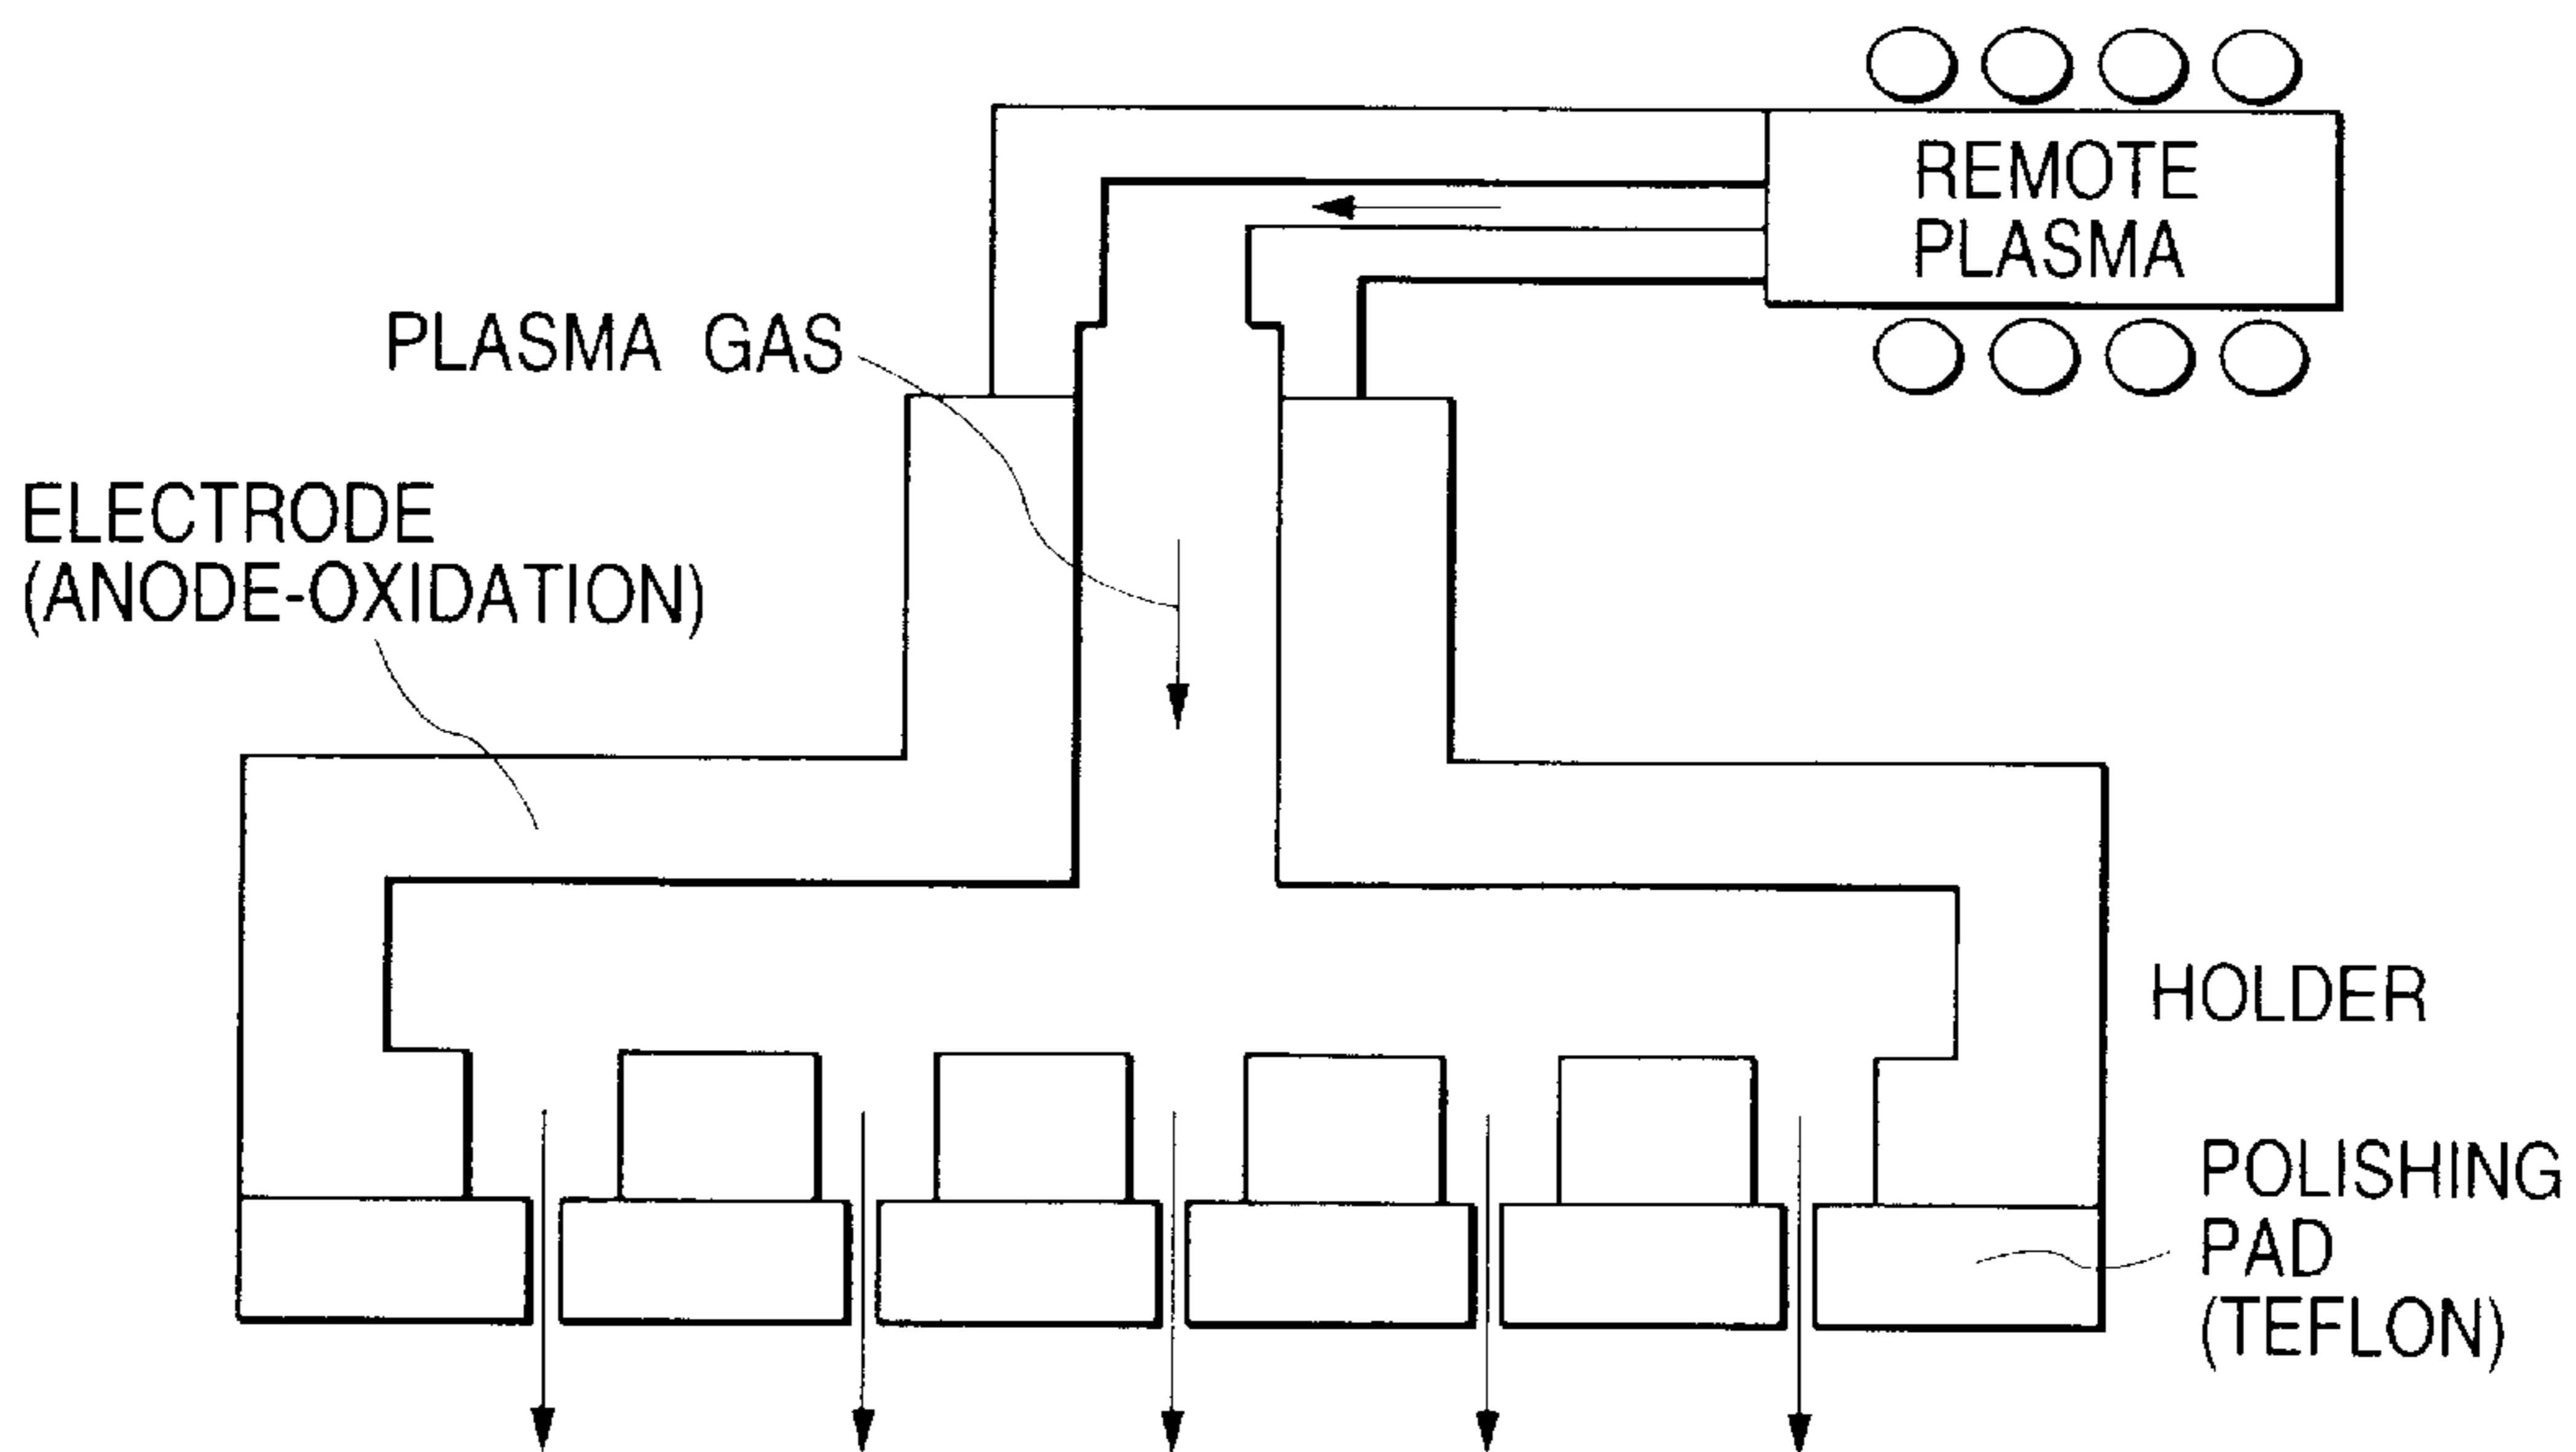 REMOTE
PLASMA
PLASMA GAS
ELECTRODE
(ANODE-OXIDATION)
HOLDER
POLISHING
PAD
(TEFLON)